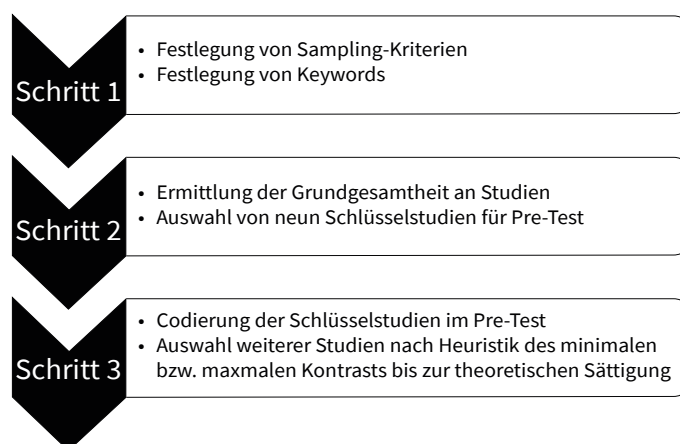 Schritt 1
• Festlegung von Sampling-Kriterien
• Festlegung von Keywords
Schritt 2
• Ermittlung der Grundgesamtheit an Studien
• Auswahl von neun Schlüsselstudien für Pre-Test
Schritt 3
• Codierung der Schlüsselstudien im Pre-Test
• Auswahl weiterer Studien nach Heuristik des minimalen
bzw. maxmalen Kontrasts bis zur theoretischen Sättigung